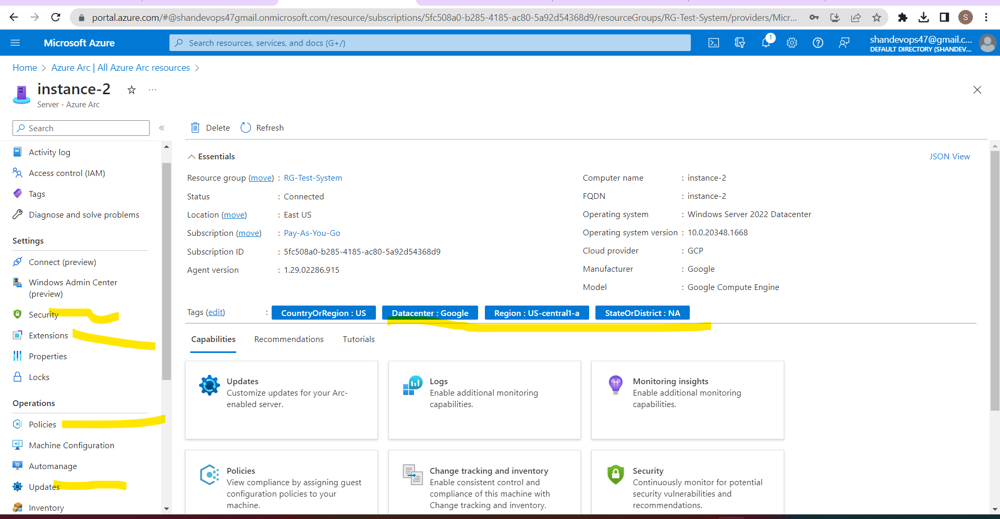 portal.azure.com/#@shandevops47gmail.onmicrosoft.com/resource/subscriptions/5fc508a0-b285-4185-ac80-5a92d54368d9/resourceGroups/RG-Test-System/providers/Micr...
S
Microsoft Azure
Search resources, services, and docs (G+/)
1
shandevops47@gmail.c...
DEFAULT DIRECTORY (SHANDEV...
Home > Azure Arc | All Azure Arc resources >
instance-2
...
Server - Azure Arc
Search
«
Activity log
Access control (IAM)
Tags
Diagnose and solve problems
Settings
Connect (preview)
Windows Admin Center
(preview)
Security
Extensions
Properties
Locks
Operations
Policies
Machine Configuration
Automanage
Updates
Inventory
Delete
Refresh
Essentials
JSON View
Resource group (move) : RG-Test-System
Status : Connected
Location (move) : East US
Subscription (move) : Pay-As-You-Go
Subscription ID : 5fc508a0-b285-4185-ac80-5a92d54368d9
Agent version : 1.29.02286.915
Computer name : instance-2
FQDN : instance-2
Operating system : Windows Server 2022 Datacenter
Operating system version : 10.0.20348.1668
Cloud provider : GCP
Manufacturer : Google
Model : Google Compute Engine
Tags (edit) : CountryOrRegion : US Datacenter : Google Region : US-central1-a StateOrDistrict : NA
Capabilities Recommendations Tutorials
Updates
Customize updates for your Arc-
enabled server.
Logs
Enable additional monitoring
capabilities.
Monitoring insights
Enable additional monitoring
capabilities.
Policies
View compliance by assigning guest
configuration policies to your
machine.
Change tracking and inventory
Enable consistent control and
compliance of this machine with
Change tracking and inventory.
Security
Continuously monitor for potential
security vulnerabilities and
recommendations.